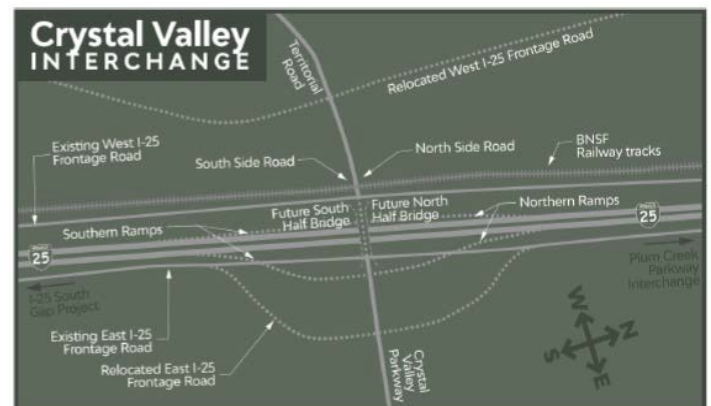 Crystal Valley
INTERCHANGE
Territorial
Road
Relocated West I-25 Frontage Road
Existing West I-25
Frontage Road
South Side Road
North Side Road
BNSF
Railway tracks
Southern Ramps
Future South
Half Bridge
Future North
Half Bridge
Northern Ramps
25
25
I-25 South
Gap Project
Plum Creek
Parkway
Interchange
Existing East I-25
Frontage Road
Relocated East I-25
Frontage Road
Crystal
Valley
Parkway
W
N
S
E